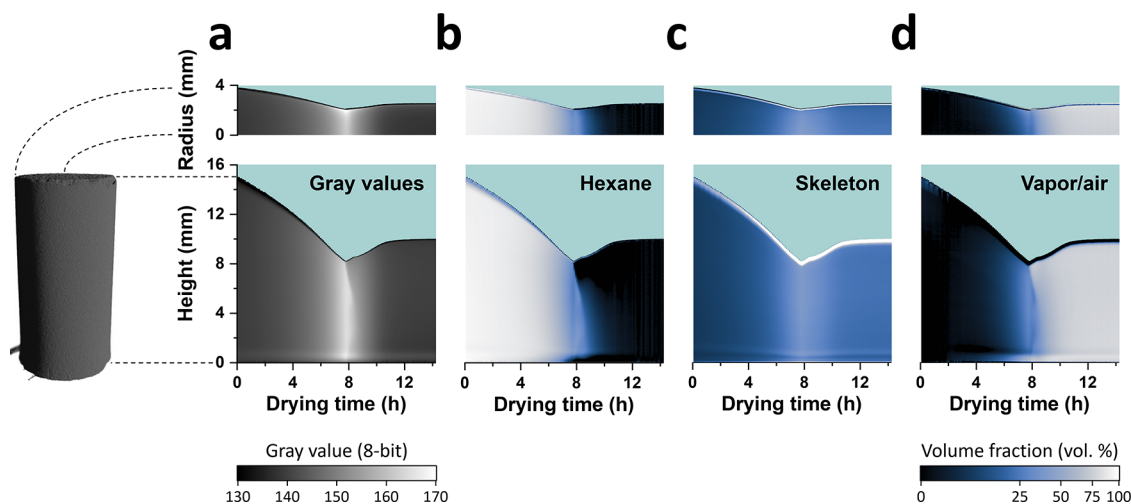 a
b
c
d
Radius (mm)
4
0
Height (mm)
16
12
8
4
0
Gray values
Hexane
Skeleton
Vapor/air
0 4 8 12
0 4 8 12
0 4 8 12
0 4 8 12
Drying time (h)
Drying time (h)
Drying time (h)
Drying time (h)
Gray value (8-bit)
130 140 150 160 170
Volume fraction (vol. %)
0 25 50 75 100